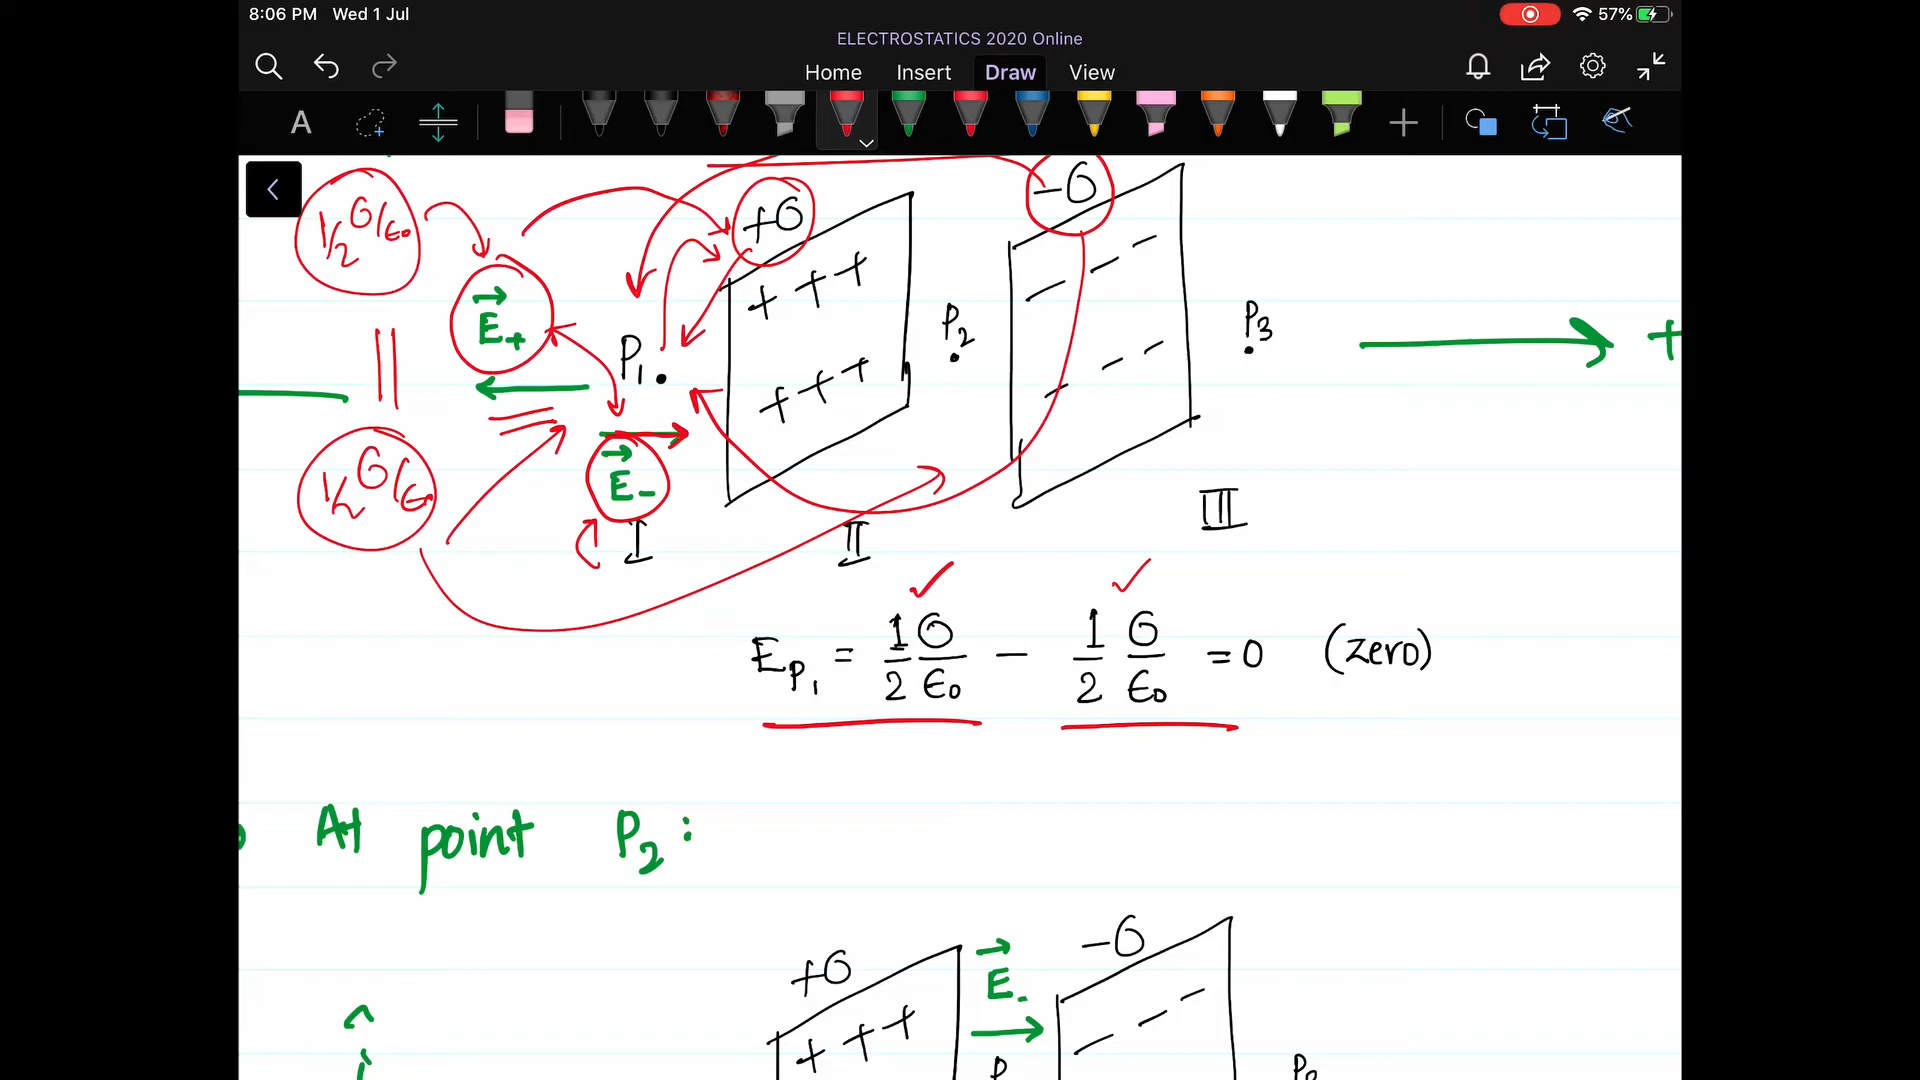 8:06 PM Wed 1 Jul
57%
ELECTROSTATICS 2020 Online
Home Insert Draw View
A
1/2 σ/ε₀
+σ
-σ
E₊
+ + +
P₁
P₂
P₃
+
+ + +
1/2 σ/ε₀
E₋
I
II
III
E_P₁ = 1/2 σ/ε₀ - 1/2 σ/ε₀ = 0 (zero)
At point P₂:
+σ
E₋
-σ
+ + +